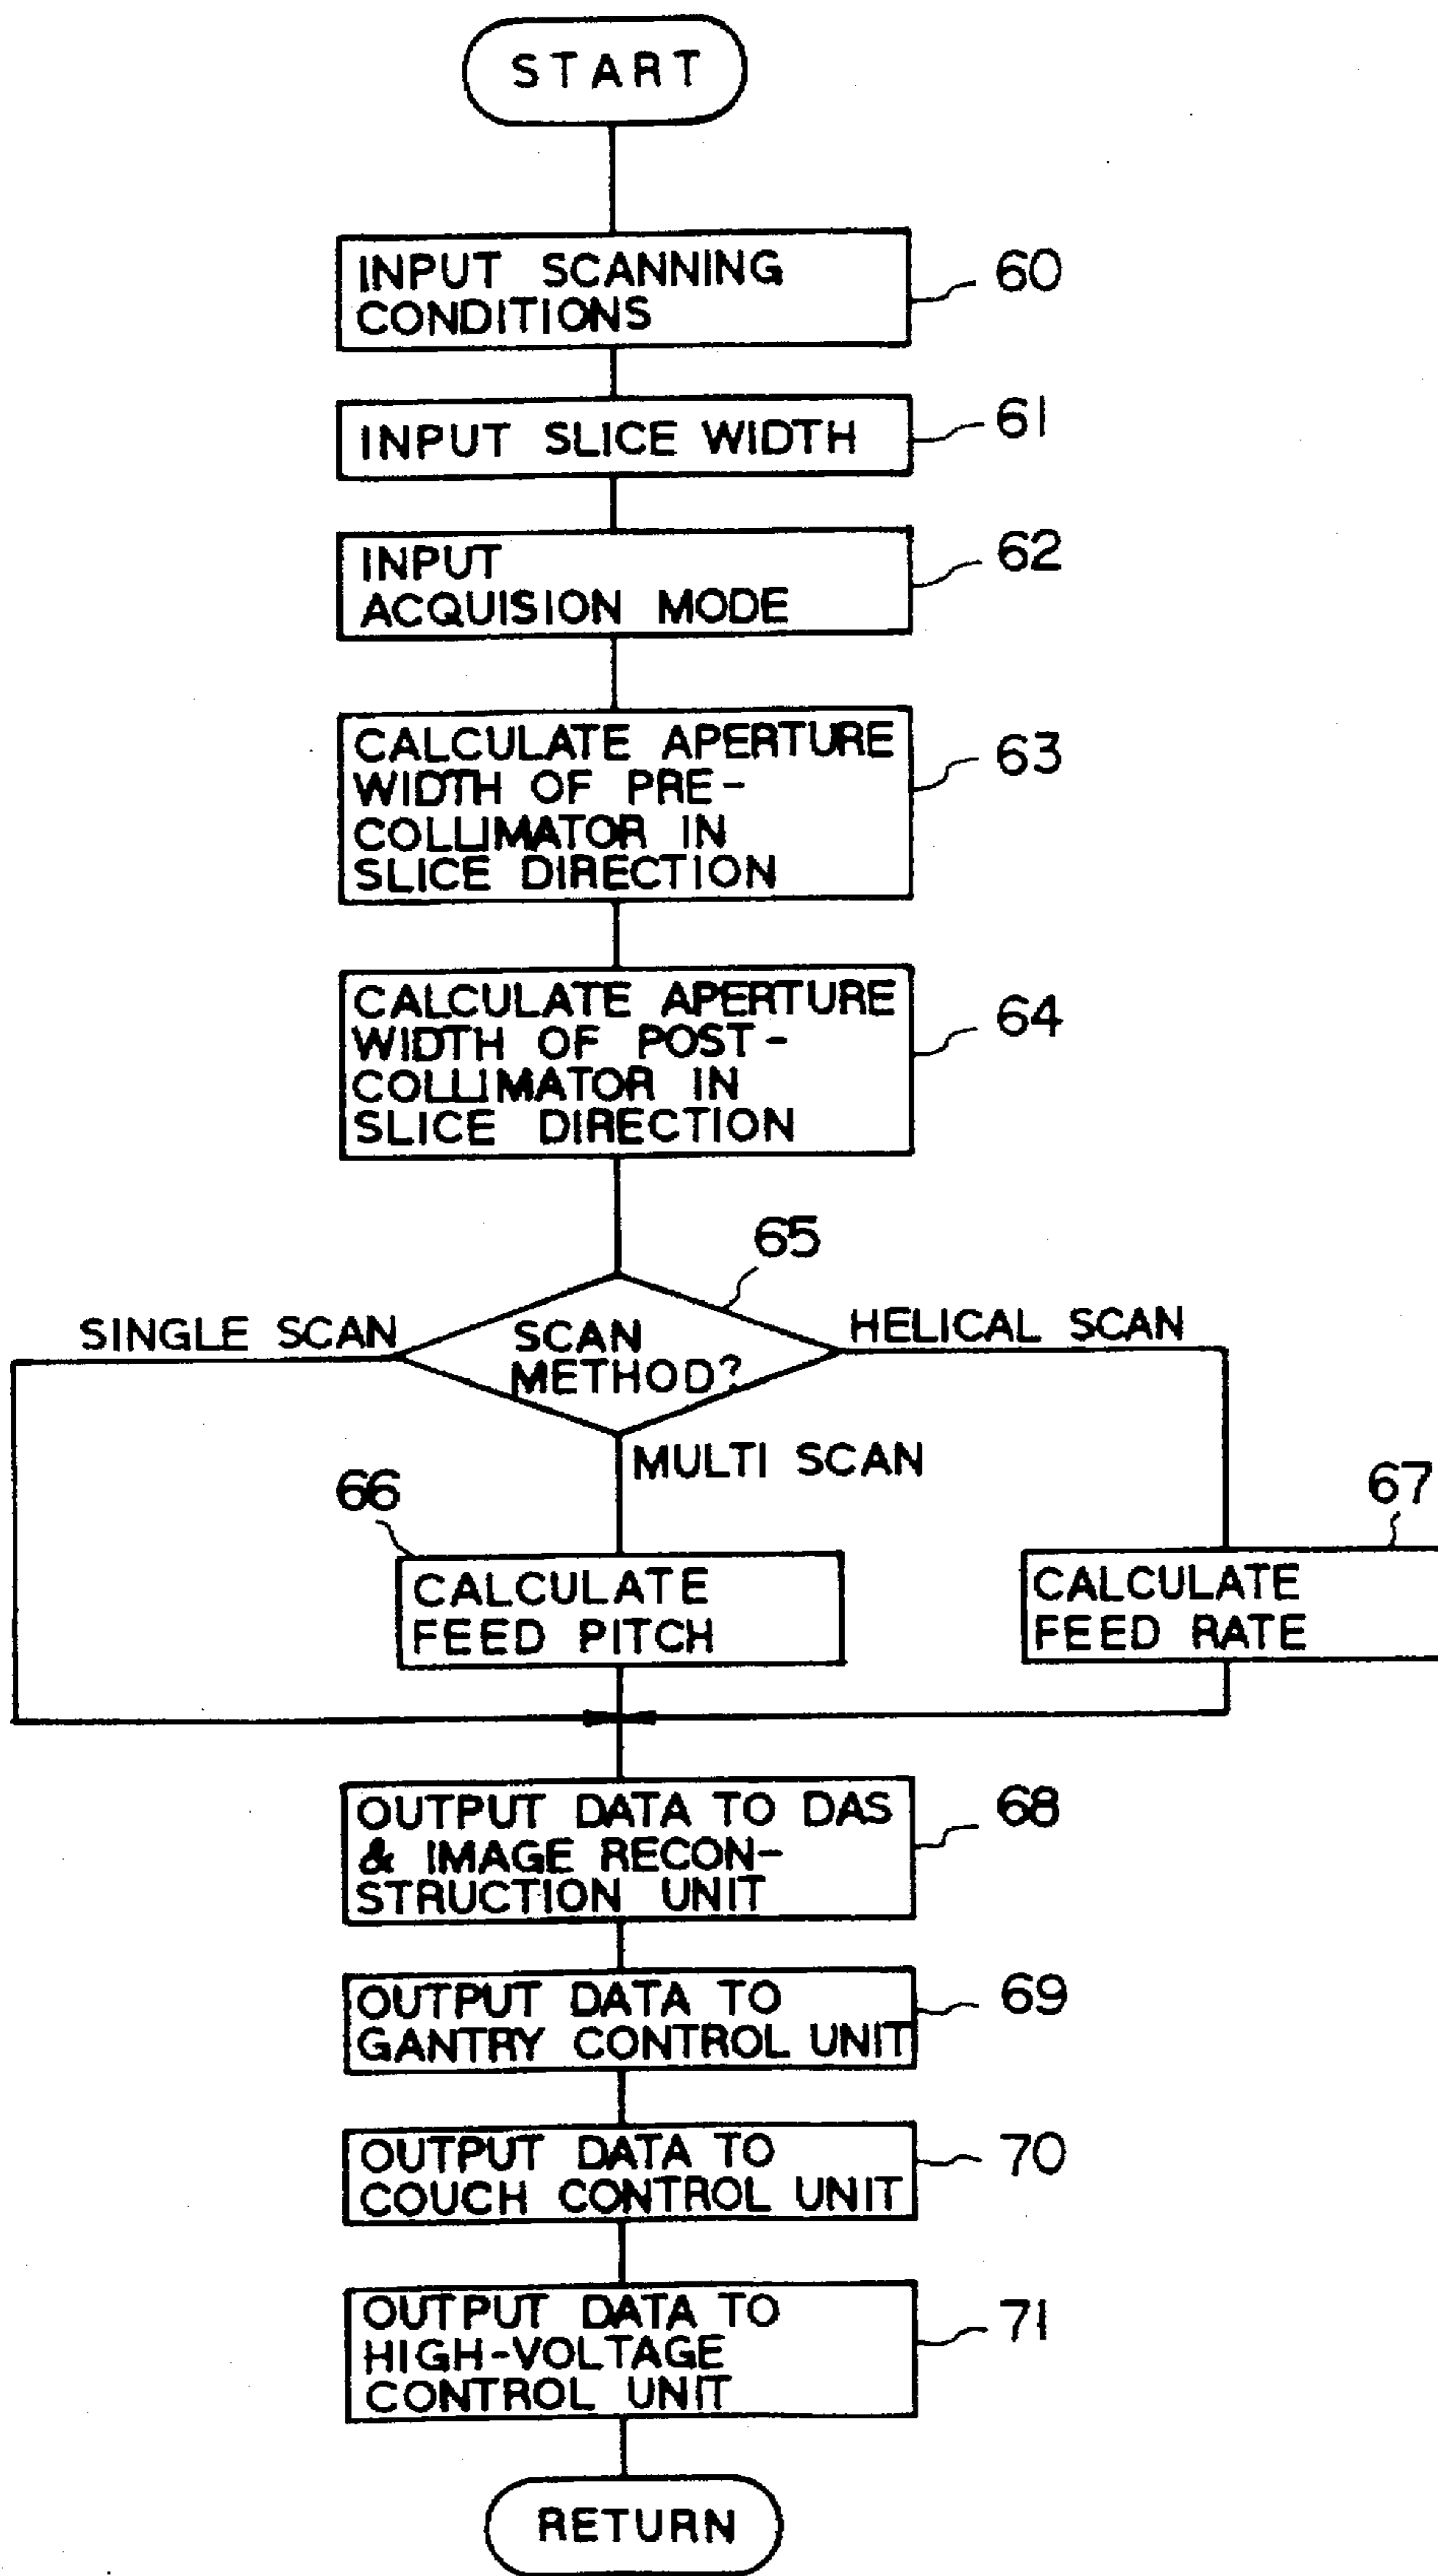 START
INPUT SCANNING
CONDITIONS
60
INPUT SLICE WIDTH
61
INPUT
ACQUISION MODE
62
CALCULATE APERTURE
WIDTH OF PRE-
COLLIMATOR IN
SLICE DIRECTION
63
CALCULATE APERTURE
WIDTH OF POST-
COLLIMATOR IN
SLICE DIRECTION
64
65
SINGLE SCAN
SCAN
METHOD?
HELICAL SCAN
MULTI SCAN
66
CALCULATE
FEED PITCH
67
CALCULATE
FEED RATE
OUTPUT DATA TO DAS
& IMAGE RECON-
STRUCTION UNIT
68
OUTPUT DATA TO
GANTRY CONTROL UNIT
69
OUTPUT DATA TO
COUCH CONTROL UNIT
70
OUTPUT DATA TO
HIGH-VOLTAGE
CONTROL UNIT
71
RETURN